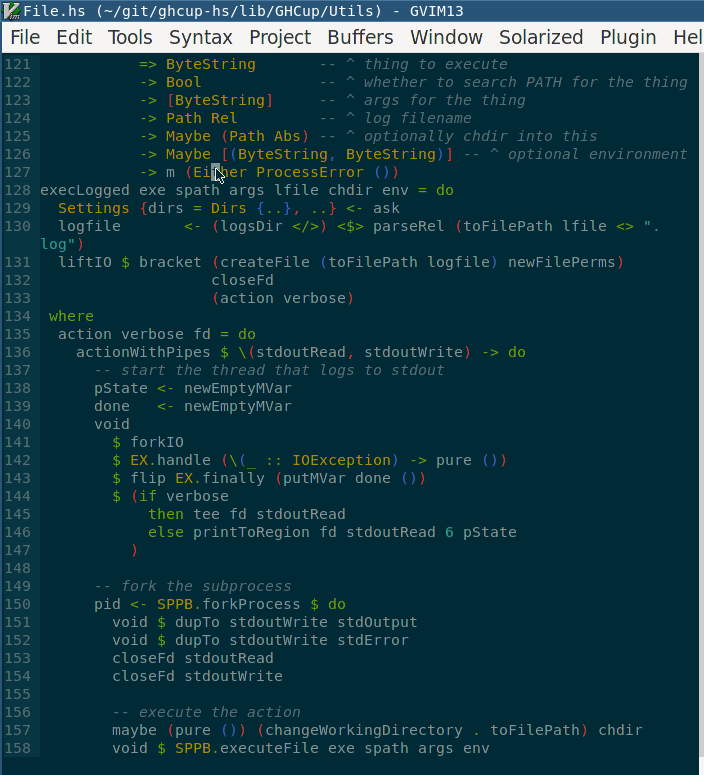 File.hs (~/git/ghcup-hs/lib/GHCup/Utils) - GVIM13
File Edit Tools Syntax Project Buffers Window Solarized Plugin Hel
121            => ByteString       -- ^ thing to execute
122            -> Bool             -- ^ whether to search PATH for the thing
123            -> [ByteString]     -- ^ args for the thing
124            -> Path Rel         -- ^ log filename
125            -> Maybe (Path Abs) -- ^ optionally chdir into this
126            -> Maybe [(ByteString, ByteString)] -- ^ optional environment
127            -> m (Either ProcessError ())
128 execLogged exe spath args lfile chdir env = do
129   Settings {dirs = Dirs {..}, ..} <- ask
130   logfile       <- (logsDir </>) <$> parseRel (toFilePath lfile <> ".
log")
131   liftIO $ bracket (createFile (toFilePath logfile) newFilePerms)
132                    closeFd
133                    (action verbose)
134  where
135   action verbose fd = do
136     actionWithPipes $ \(stdoutRead, stdoutWrite) -> do
137       -- start the thread that logs to stdout
138       pState <- newEmptyMVar
139       done   <- newEmptyMVar
140       void
141         $ forkIO
142         $ EX.handle (\(_ :: IOException) -> pure ())
143         $ flip EX.finally (putMVar done ())
144         $ (if verbose
145             then tee fd stdoutRead
146             else printToRegion fd stdoutRead 6 pState
147           )
148
149       -- fork the subprocess
150       pid <- SPPB.forkProcess $ do
151         void $ dupTo stdoutWrite stdOutput
152         void $ dupTo stdoutWrite stdError
153         closeFd stdoutRead
154         closeFd stdoutWrite
155
156         -- execute the action
157         maybe (pure ()) (changeWorkingDirectory . toFilePath) chdir
158         void $ SPPB.executeFile exe spath args env